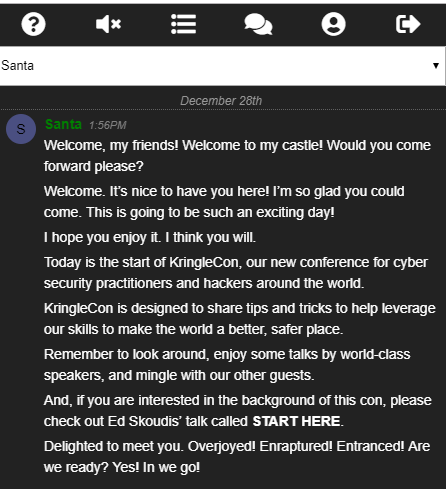 Santa
December 28th
S
Santa 1:56PM
Welcome, my friends! Welcome to my castle! Would you come
forward please?
Welcome. It's nice to have you here! I'm so glad you could
come. This is going to be such an exciting day!
I hope you enjoy it. I think you will.
Today is the start of KringleCon, our new conference for cyber
security practitioners and hackers around the world.
KringleCon is designed to share tips and tricks to help leverage
our skills to make the world a better, safer place.
Remember to look around, enjoy some talks by world-class
speakers, and mingle with our other guests.
And, if you are interested in the background of this con, please
check out Ed Skoudis' talk called START HERE.
Delighted to meet you. Overjoyed! Enraptured! Entranced! Are
we ready? Yes! In we go!